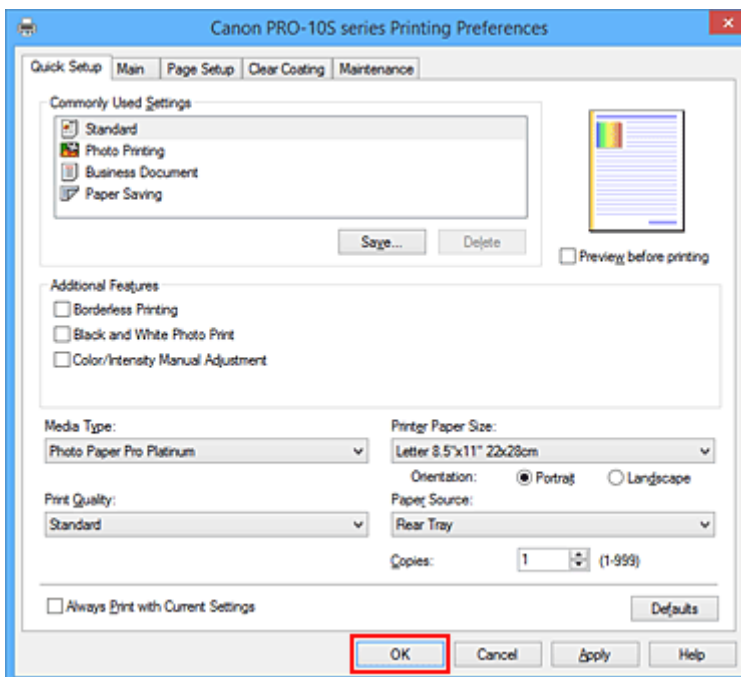 Canon PRO-10S series Printing Preferences
Quick Setup Main Page Setup Clear Coating Maintenance
Commonly Used Settings
Standard
Photo Printing
Business Document
Paper Saving
Save... Delete
Preview before printing
Additional Features
Borderless Printing
Black and White Photo Print
Color/Intensity Manual Adjustment
Media Type: Printer Paper Size:
Photo Paper Pro Platinum Letter 8.5"x11" 22x28cm
Orientation: Portrait Landscape
Print Quality: Paper Source:
Standard Rear Tray
Copies: 1 (1-999)
Always Print with Current Settings Defaults
OK Cancel Apply Help